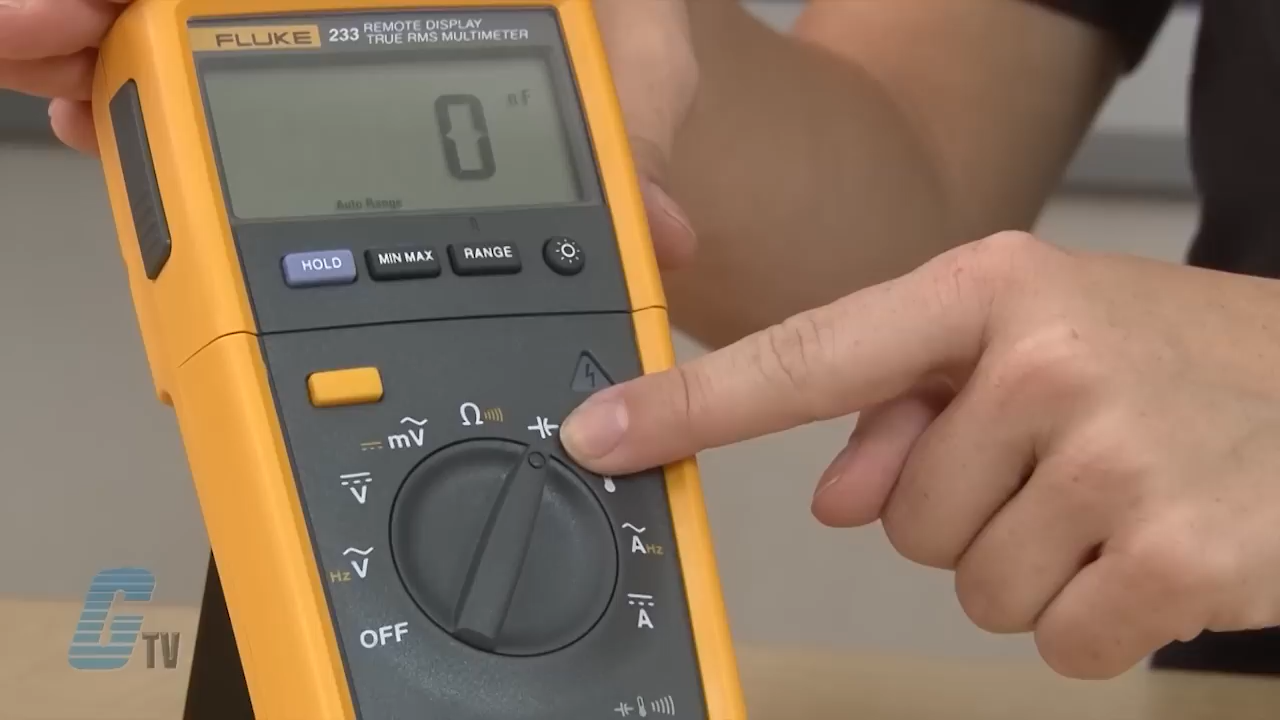 FLUKE 233 REMOTE DISPLAY
TRUE RMS MULTIMETER
0 nF
Auto Range
HOLD MIN MAX RANGE
mV Ω
V
Hz V
OFF
A Hz
A
G TV